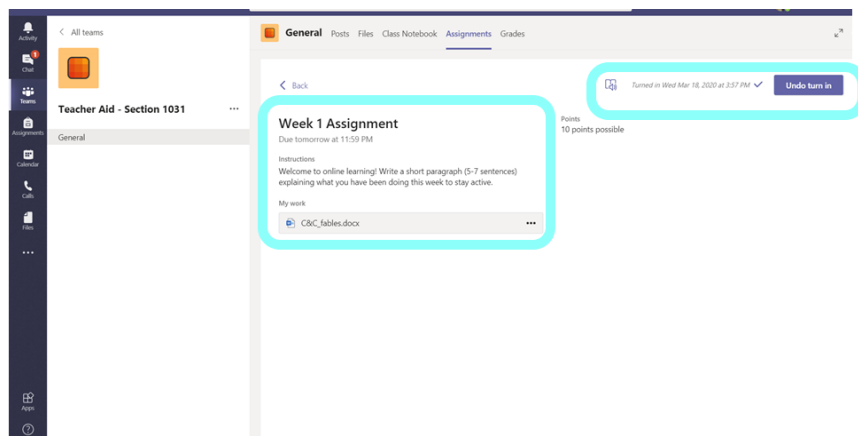 Activity
Chat
1
Teams
Assignments
Calendar
Calls
Files
Apps
All teams
Teacher Aid - Section 1031
General
General Posts Files Class Notebook Assignments Grades
Back
Turned in Wed Mar 18, 2020 at 3:57 PM
Undo turn in
Week 1 Assignment
Due tomorrow at 11:59 PM
Instructions
Welcome to online learning! Write a short paragraph (5-7 sentences)
explaining what you have been doing this week to stay active.
My work
C&C_fables.docx
Points
10 points possible